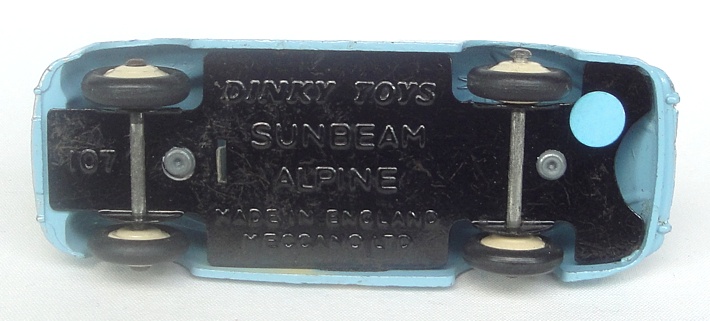 DINKY TOYS
SUNBEAM
ALPINE
MADE IN ENGLAND
MECCANO LTD
107